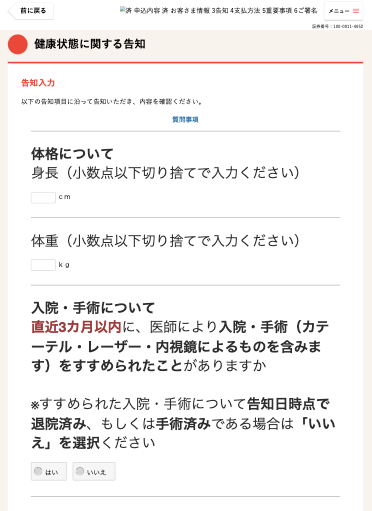 前に戻る
済 申込内容 済 お客さま情報 3告知 4支払方法 5重要事項 6ご署名
メニュー
健康状態に関する告知
告知入力
以下の告知項目に沿って告知いただき、内容を確認ください。
質問事項
体格について
身長（小数点以下切り捨てで入力ください）
cm
体重（小数点以下切り捨てで入力ください）
kg
入院・手術について
直近3カ月以内に、医師により入院・手術（カテ
ーテル・レーザー・内視鏡によるものを含みま
す）をすすめられたことがありますか
※すすめられた入院・手術について告知日時点で
退院済み、もしくは手術済みである場合は「いい
え」を選択ください
はい
いいえ